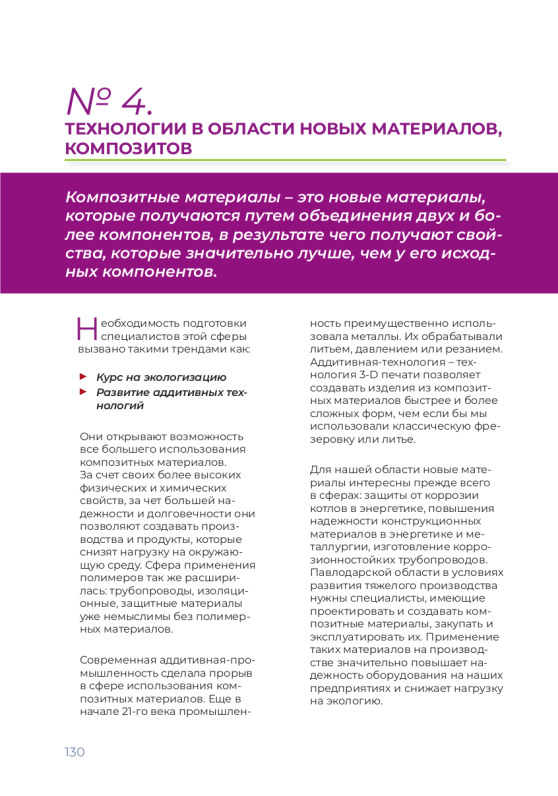 № 4.
ТЕХНОЛОГИИ В ОБЛАСТИ НОВЫХ МАТЕРИАЛОВ,
КОМПОЗИТОВ
Композитные материалы – это новые материалы,
которые получаются путем объединения двух и бо-
лее компонентов, в результате чего получают свой-
ства, которые значительно лучше, чем у его исход-
ных компонентов.
Необходимость подготовки
специалистов этой сферы
вызвано такими трендами как:
▶ Курс на экологизацию
▶ Развитие аддитивных тех-
нологий
Они открывают возможность
все большего использования
композитных материалов.
За счет своих более высоких
физических и химических
свойств, за чет большей на-
дежности и долговечности они
позволяют создавать произ-
водства и продукты, которые
снизят нагрузку на окружаю-
щую среду. Сфера применения
полимеров так же расшири-
лась: трубопроводы, изоляци-
онные, защитные материалы
уже немыслимы без полимер-
ных материалов.
Современная аддитивная-про-
мышленность сделала прорыв
в сфере использования ком-
позитных материалов. Еще в
начале 21-го века промышлен-
ность преимущественно исполь-
зовала металлы. Их обрабатывали
литьем, давлением или резанием.
Аддитивная-технология – тех-
нология 3-D печати позволяет
создавать изделия из композит-
ных материалов быстрее и более
сложных форм, чем если бы мы
использовали классическую фре-
зеровку или литье.
Для нашей области новые мате-
риалы интересны прежде всего
в сферах: защиты от коррозии
котлов в энергетике, повышения
надежности конструкционных
материалов в энергетике и ме-
таллургии, изготовление корро-
зионностойких трубопроводов.
Павлодарской области в условиях
развития тяжелого производства
нужны специалисты, имеющие
проектировать и создавать ком-
позитные материалы, закупать и
эксплуатировать их. Применение
таких материалов на производ-
стве значительно повышает на-
дежность оборудования на наших
предприятиях и снижает нагрузку
на экологию.
130